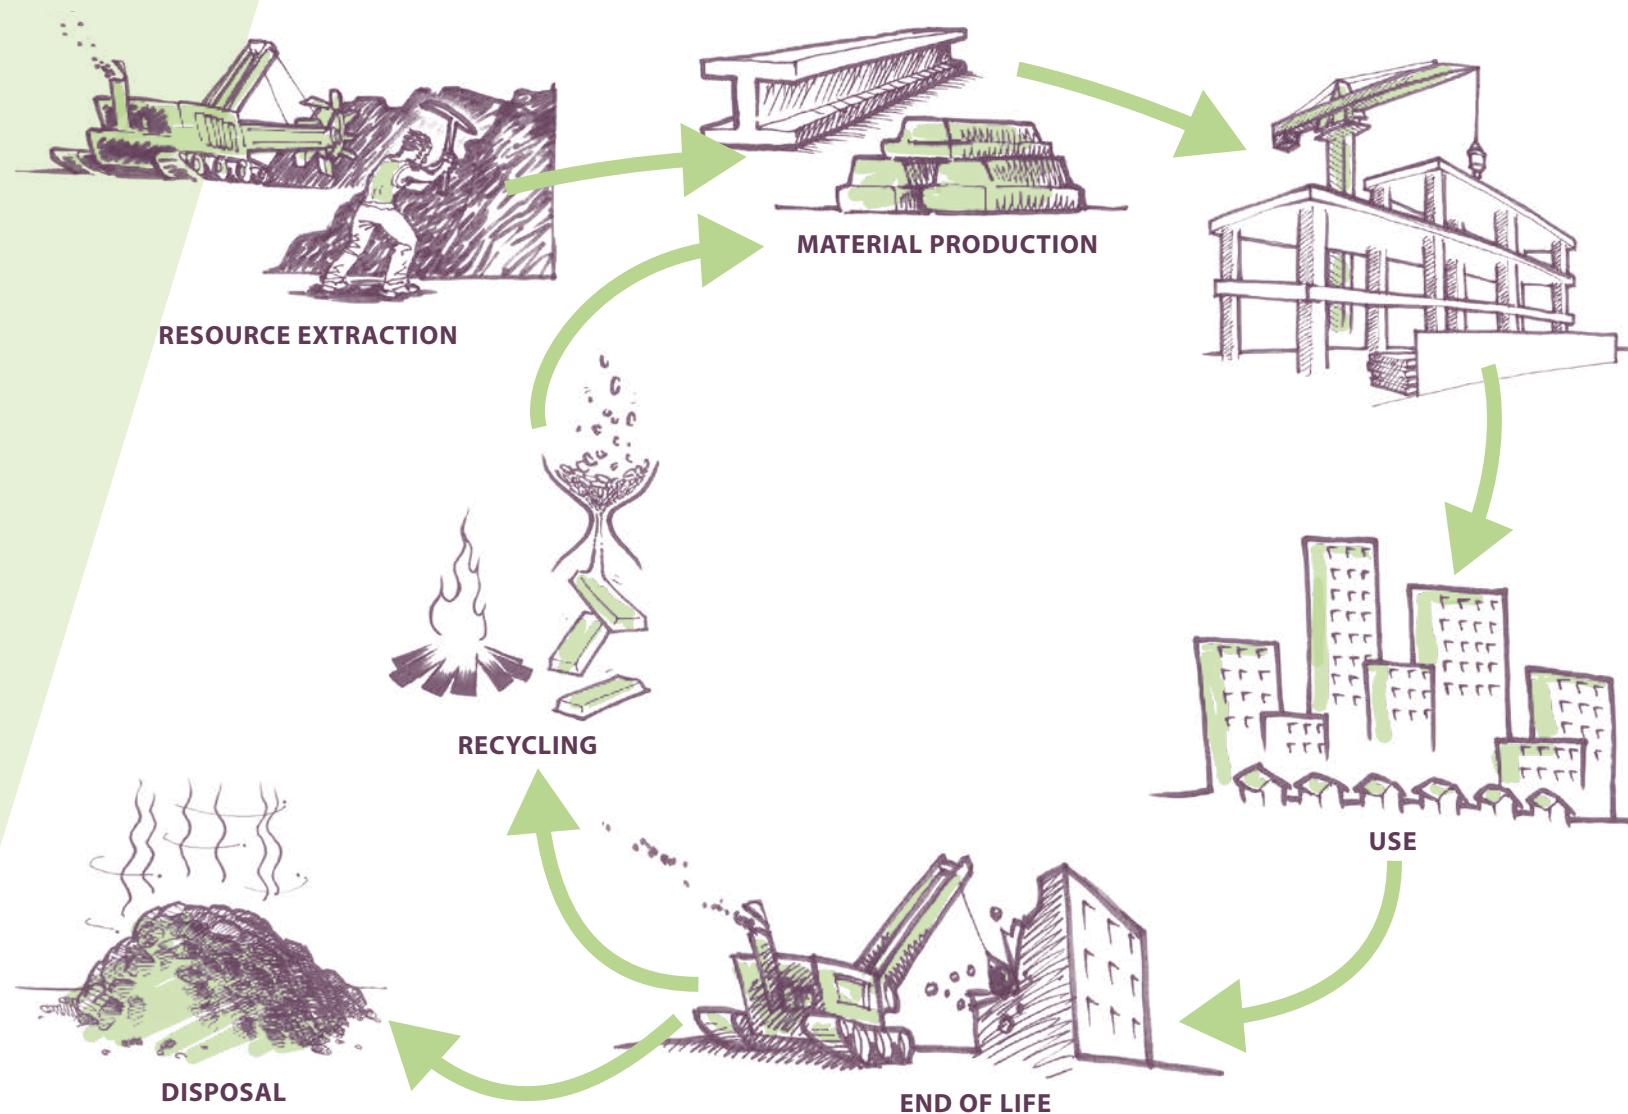 RESOURCE EXTRACTION
MATERIAL PRODUCTION
RECYCLING
USE
DISPOSAL
END OF LIFE